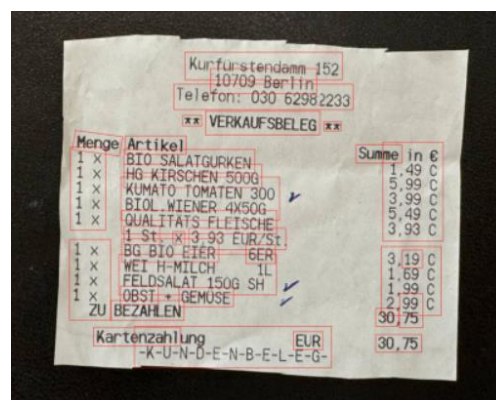 Kurfürstendamm 152
10709 Berlin
Telefon: 030 62982233
** VERKAUFSBELEG **
Menge Artikel Summe in €
1 x BIO SALATGURKEN 1,49 C
1 x HG KIRSCHEN 500G 5,99 C
1 x KUMATO TOMATEN 300 3,99 C
1 x BIOL.WIENER 4X50G 5,49 C
1 x QUALITÄTS FLEISCHE 3,93 C
1 St. x 3,93 EUR/St.
1 x BG BIO EIER 6ER 3,19 C
1 x WEI H-MILCH 1L 1,69 C
1 x FELDSALAT 150G SH 1,99 C
1 x OBST + GEMÜSE 2,99 C
ZU BEZAHLEN 30,75
Kartenzahlung EUR 30,75
-K-U-N-D-E-N-B-E-L-E-G-